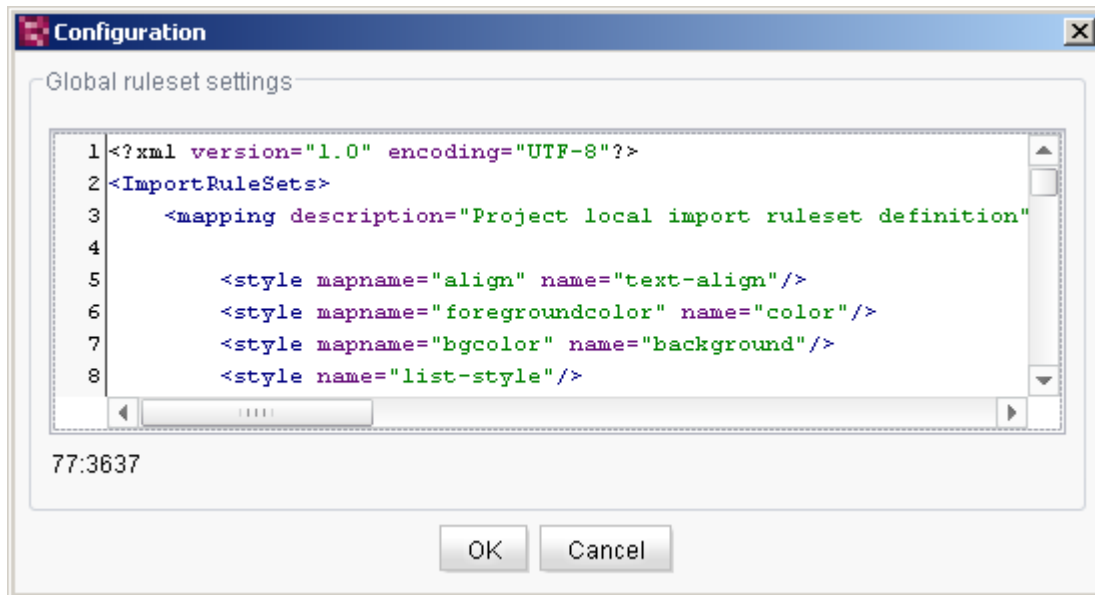 Configuration
Global ruleset settings
1<?xml version="1.0" encoding="UTF-8"?>
2<ImportRuleSets>
3    <mapping description="Project local import ruleset definition"
4
5        <style mapname="align" name="text-align"/>
6        <style mapname="foregroundcolor" name="color"/>
7        <style mapname="bgcolor" name="background"/>
8        <style name="list-style"/>
77:3637
OK Cancel